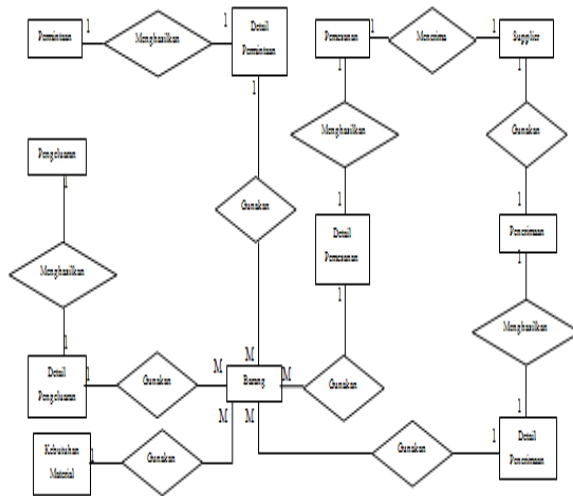 Permintaan
1
Menghasilkan
1
Detail
Permintaan
1
Pemesanan
1
Menerima
1
Supplier
1
1
Pengeluaran
1
Menghasilkan
Gunakan
Gunakan
1
Detail
Pemesanan
1
1
Penerimaan
1
Menghasilkan
Menghasilkan
1
Detail
Pengeluaran
1
Gunakan
M
M
Barang
M
Gunakan
M
M
1
Kebutuhan
Material
1
Gunakan
Gunakan
1
Detail
Penerimaan